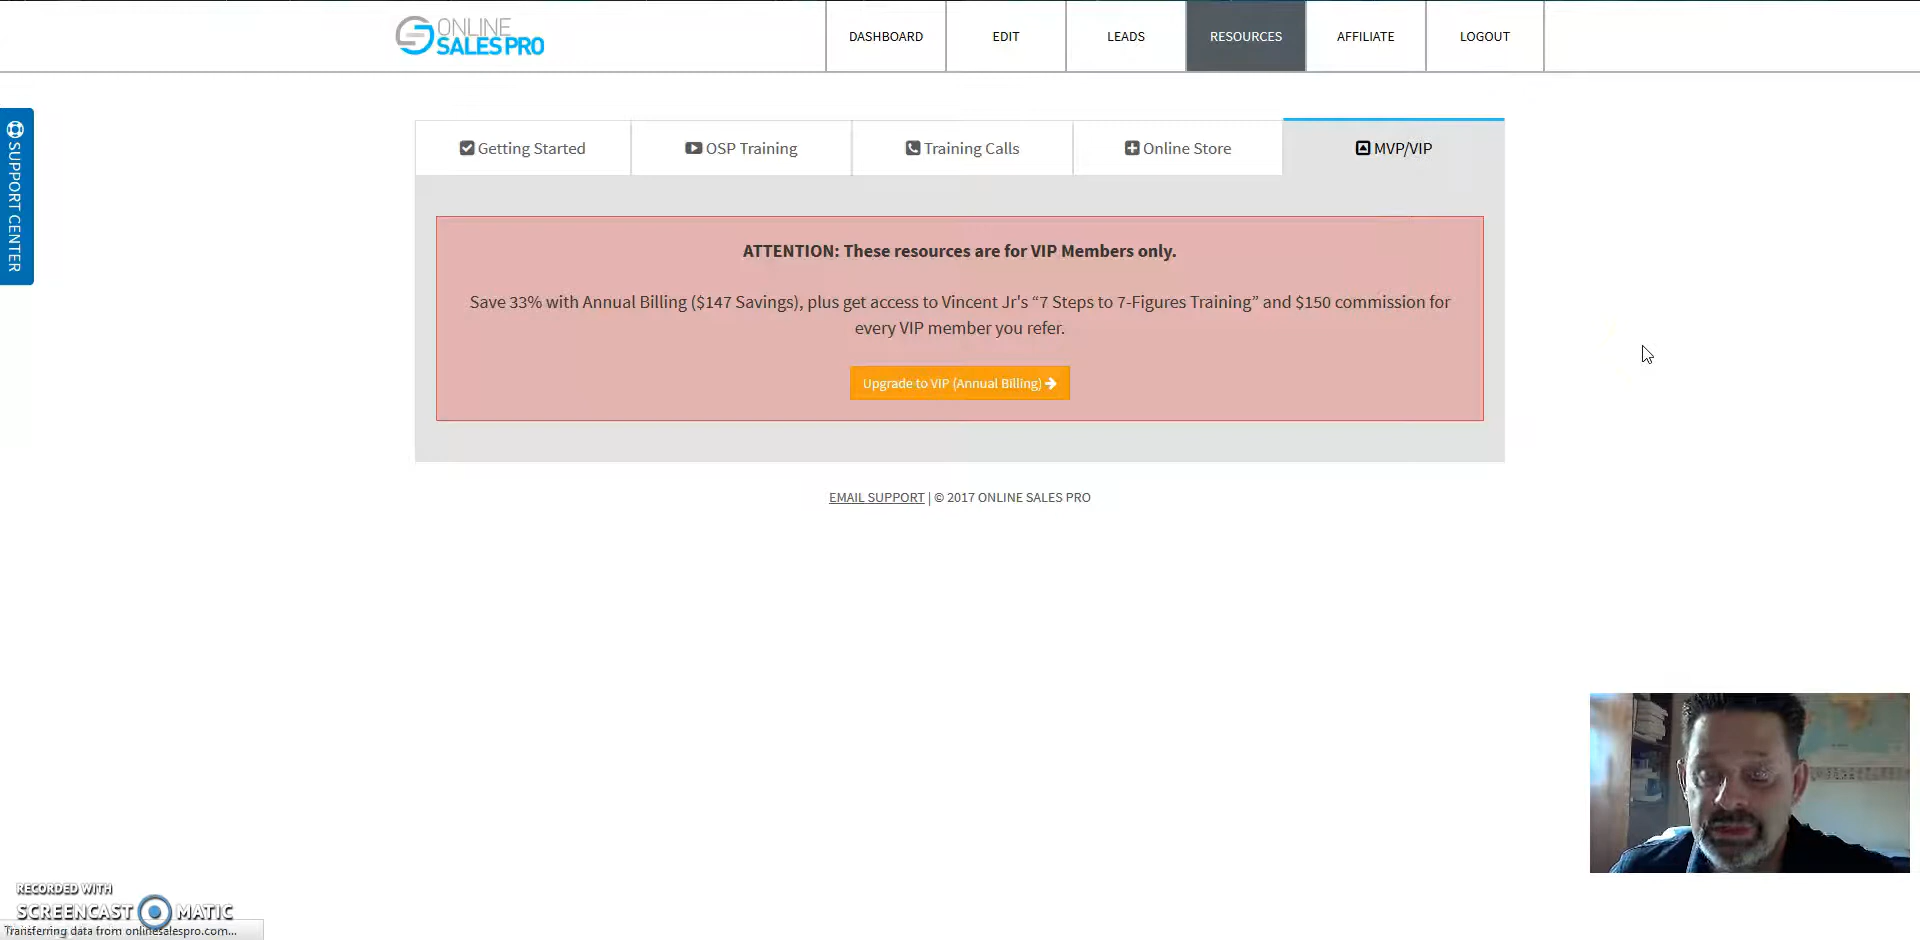 ONLINE
SALES PRO
DASHBOARD
EDIT
LEADS
RESOURCES
AFFILIATE
LOGOUT
SUPPORT CENTER
Getting Started
OSP Training
Training Calls
Online Store
MVP/VIP
ATTENTION: These resources are for VIP Members only.
Save 33% with Annual Billing ($147 Savings), plus get access to Vincent Jr's “7 Steps to 7-Figures Training” and $150 commission for
every VIP member you refer.
Upgrade to VIP (Annual Billing)
EMAIL SUPPORT | © 2017 ONLINE SALES PRO
RECORDED WITH
SCREENCAST MATIC
Transferring data from onlinesalespro.com...